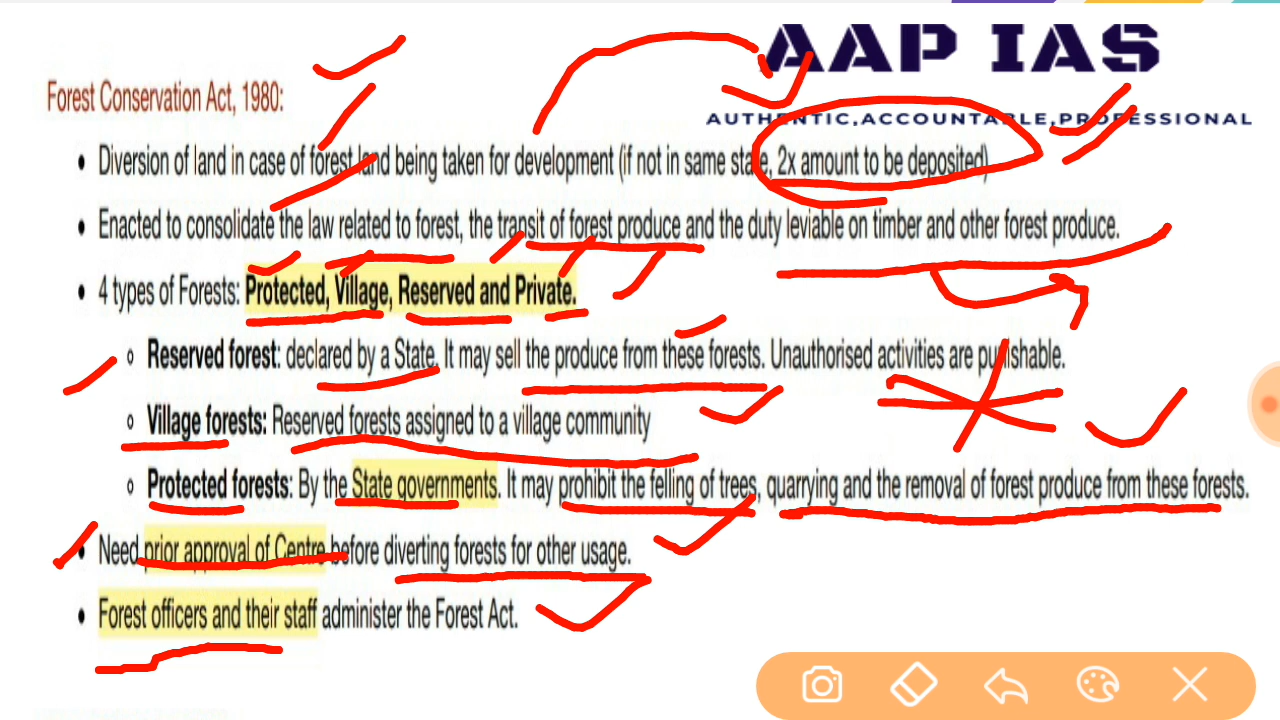 AAP IAS
AUTHENTIC,ACCOUNTABLE,PROFESSIONAL
Forest Conservation Act, 1980:
• Diversion of land in case of forest land being taken for development (if not in same state, 2x amount to be deposited)
• Enacted to consolidate the law related to forest, the transit of forest produce and the duty leviable on timber and other forest produce.
• 4 types of Forests: Protected, Village, Reserved and Private.
o Reserved forest: declared by a State. It may sell the produce from these forests. Unauthorised activities are punishable.
o Village forests: Reserved forests assigned to a village community
o Protected forests: By the State governments. It may prohibit the felling of trees, quarrying and the removal of forest produce from these forests.
• Need prior approval of Centre before diverting forests for other usage.
• Forest officers and their staff administer the Forest Act.